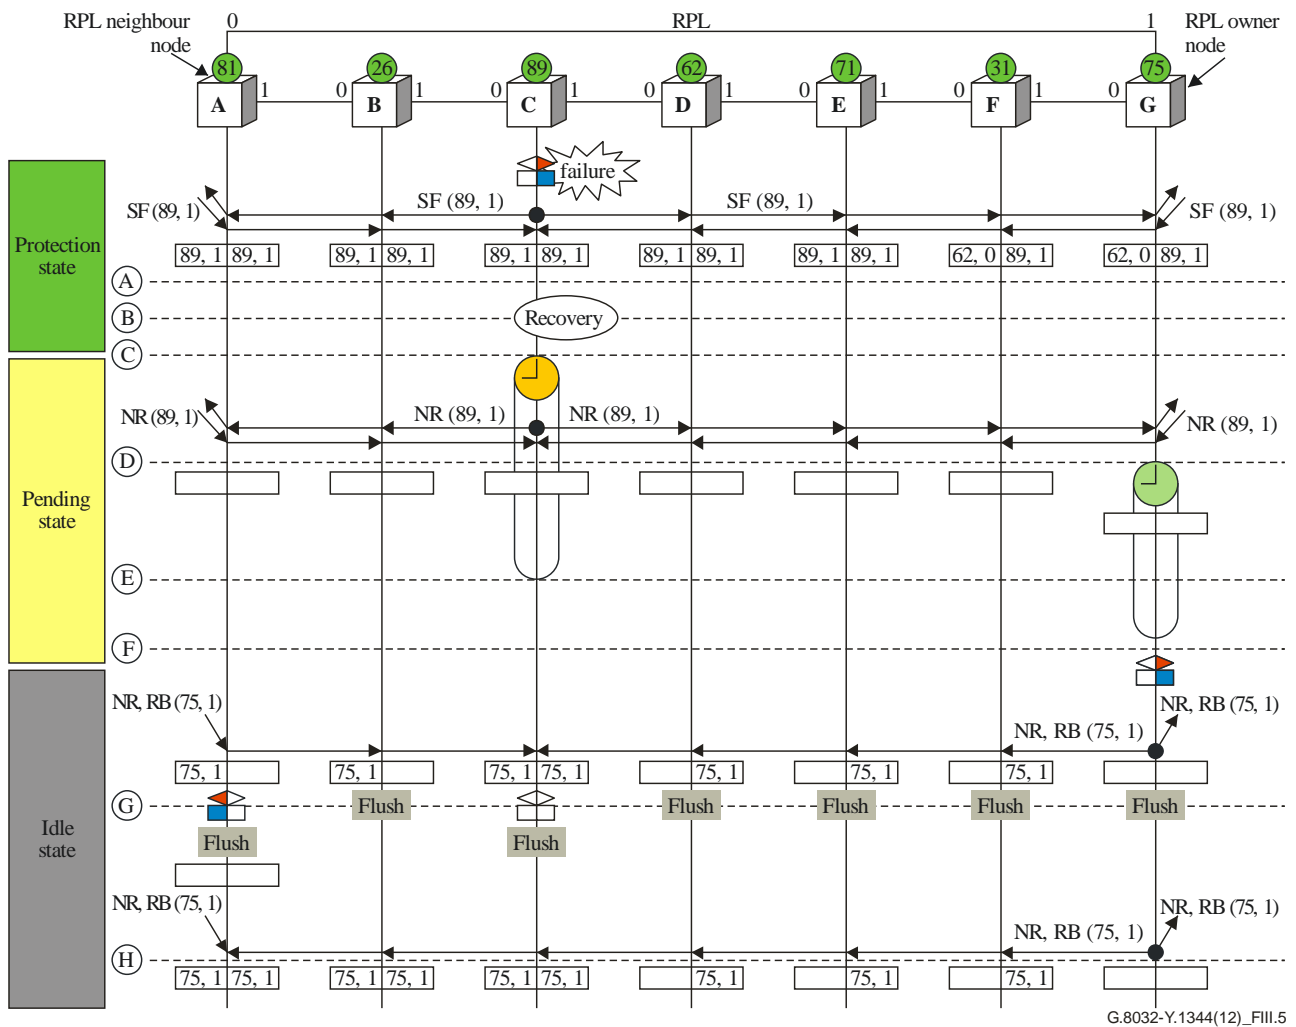 RPL neighbour
node
0
RPL
1
RPL owner
node
81
26
89
62
71
31
75
A
1
0
B
1
0
C
1
0
D
1
0
E
1
0
F
1
0
G
failure
SF (89, 1)
SF (89, 1)
SF (89, 1)
SF (89, 1)
Protection
state
89, 1 89, 1
89, 1 89, 1
89, 1 89, 1
89, 1 89, 1
89, 1 89, 1
62, 0 89, 1
62, 0 89, 1
A
B
Recovery
C
NR (89, 1)
NR (89, 1)
NR (89, 1)
NR (89, 1)
D
Pending
state
E
F
NR, RB (75, 1)
NR, RB (75, 1)
NR, RB (75, 1)
75, 1
75, 1
75, 1 75, 1
75, 1
75, 1
75, 1
G
Flush
Flush
Flush
Flush
Flush
Idle
state
Flush
Flush
NR, RB (75, 1)
NR, RB (75, 1)
NR, RB (75, 1)
H
75, 1 75, 1
75, 1 75, 1
75, 1 75, 1
75, 1
75, 1
75, 1
G.8032-Y.1344(12)_FIII.5